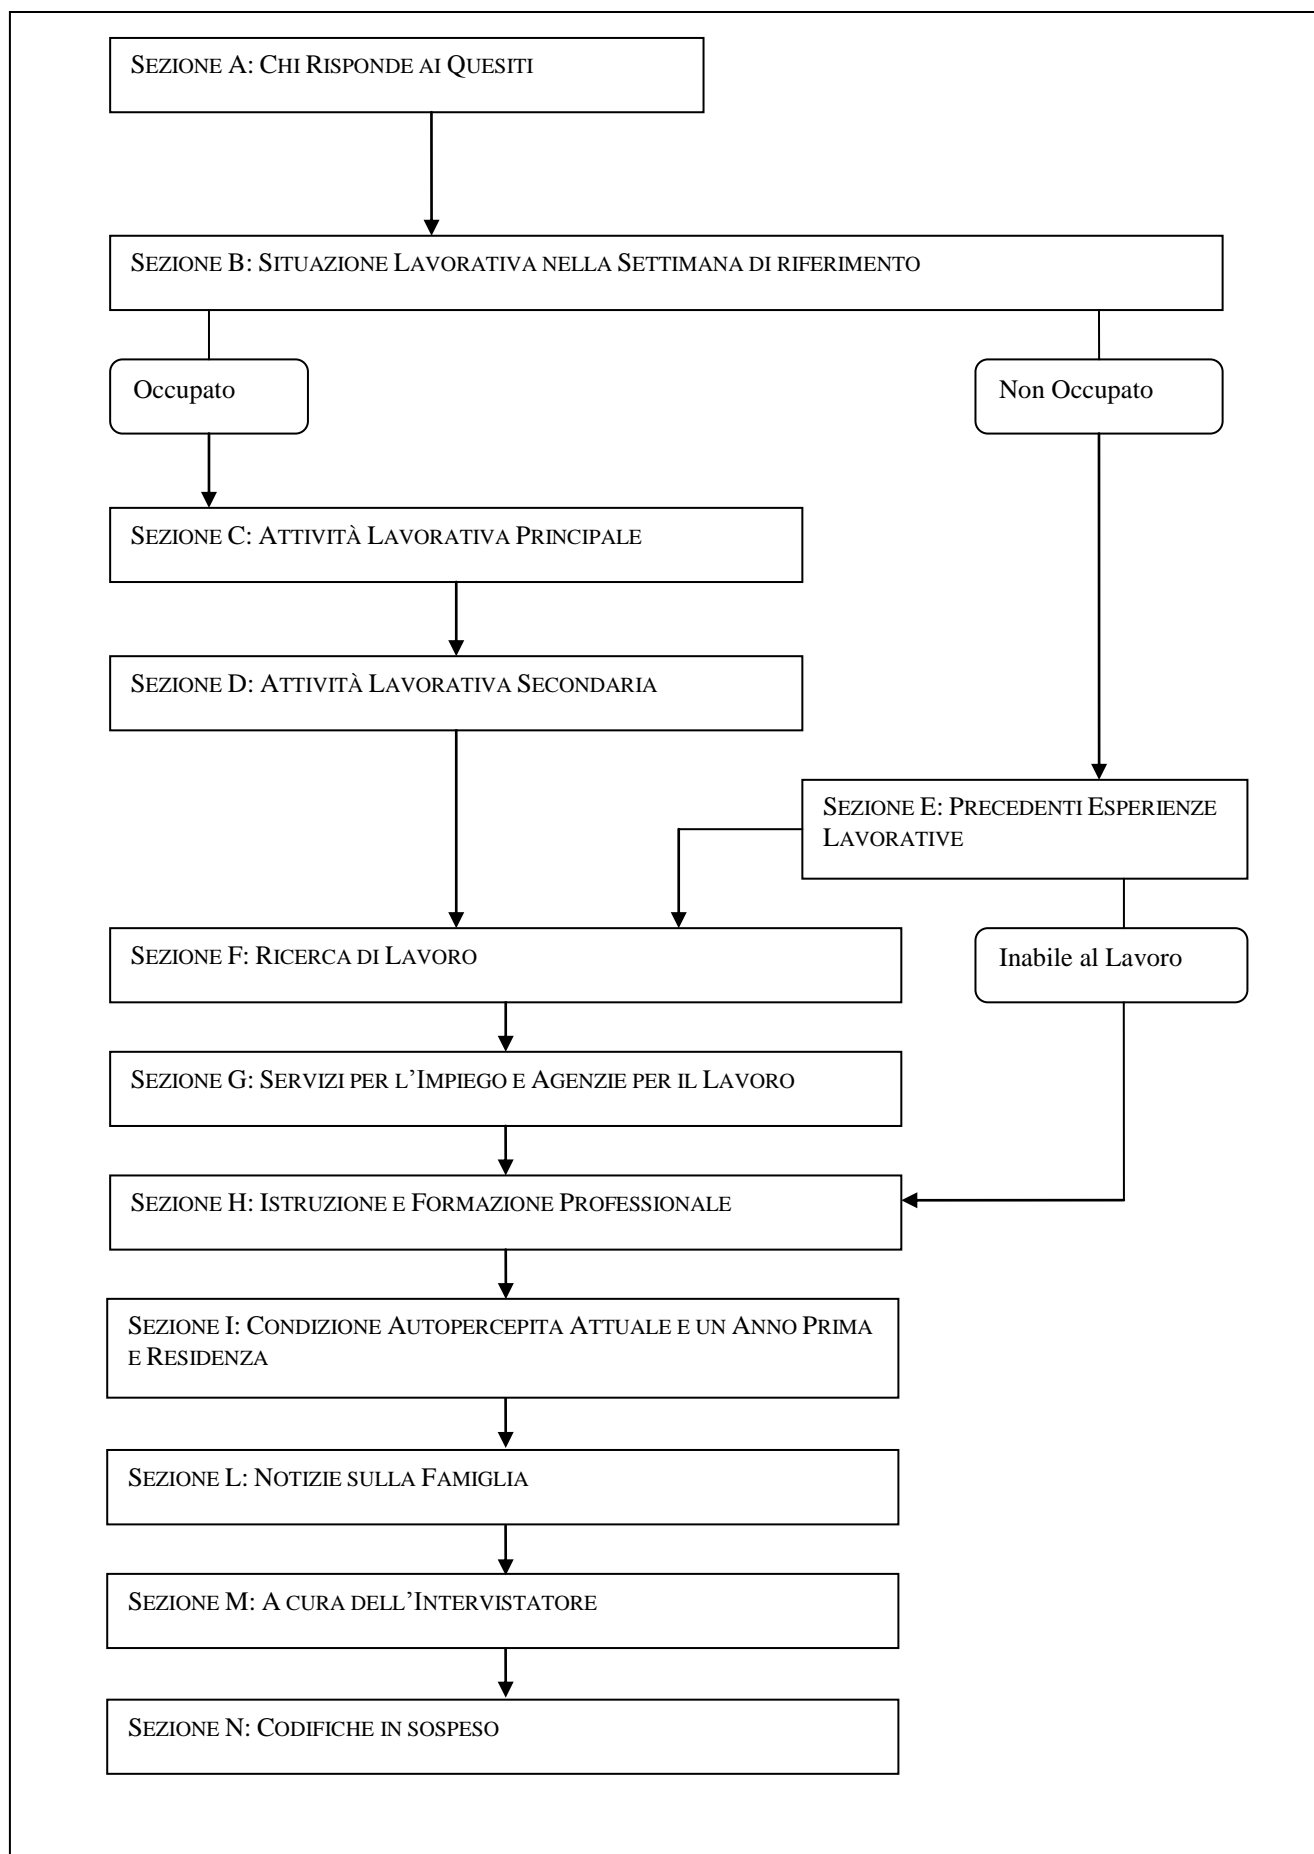 SEZIONE A: CHI RISPONDE AI QUESITI
SEZIONE B: SITUAZIONE LAVORATIVA NELLA SETTIMANA DI RIFERIMENTO
Occupato
Non Occupato
SEZIONE C: ATTIVITÀ LAVORATIVA PRINCIPALE
SEZIONE D: ATTIVITÀ LAVORATIVA SECONDARIA
SEZIONE E: PRECEDENTI ESPERIENZE
LAVORATIVE
SEZIONE F: RICERCA DI LAVORO
Inabile al Lavoro
SEZIONE G: SERVIZI PER L’IMPIEGO E AGENZIE PER IL LAVORO
SEZIONE H: ISTRUZIONE E FORMAZIONE PROFESSIONALE
SEZIONE I: CONDIZIONE AUTOPERCEPITA ATTUALE E UN ANNO PRIMA
E RESIDENZA
SEZIONE L: NOTIZIE SULLA FAMIGLIA
SEZIONE M: A CURA DELL’INTERVISTATORE
SEZIONE N: CODIFICHE IN SOSPESO